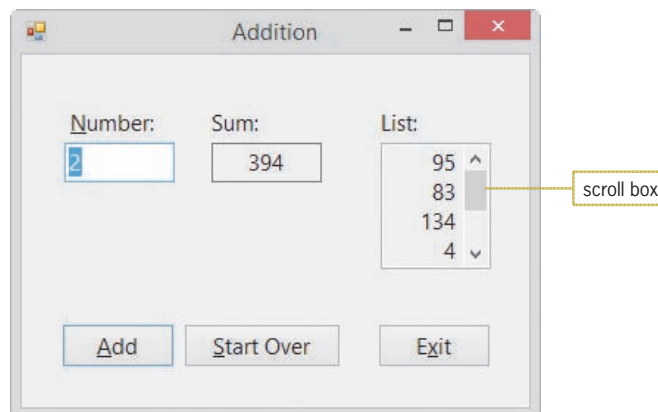 Addition
Number: Sum: List:
2 394 95
83
134
4
scroll box
Add Start Over Exit